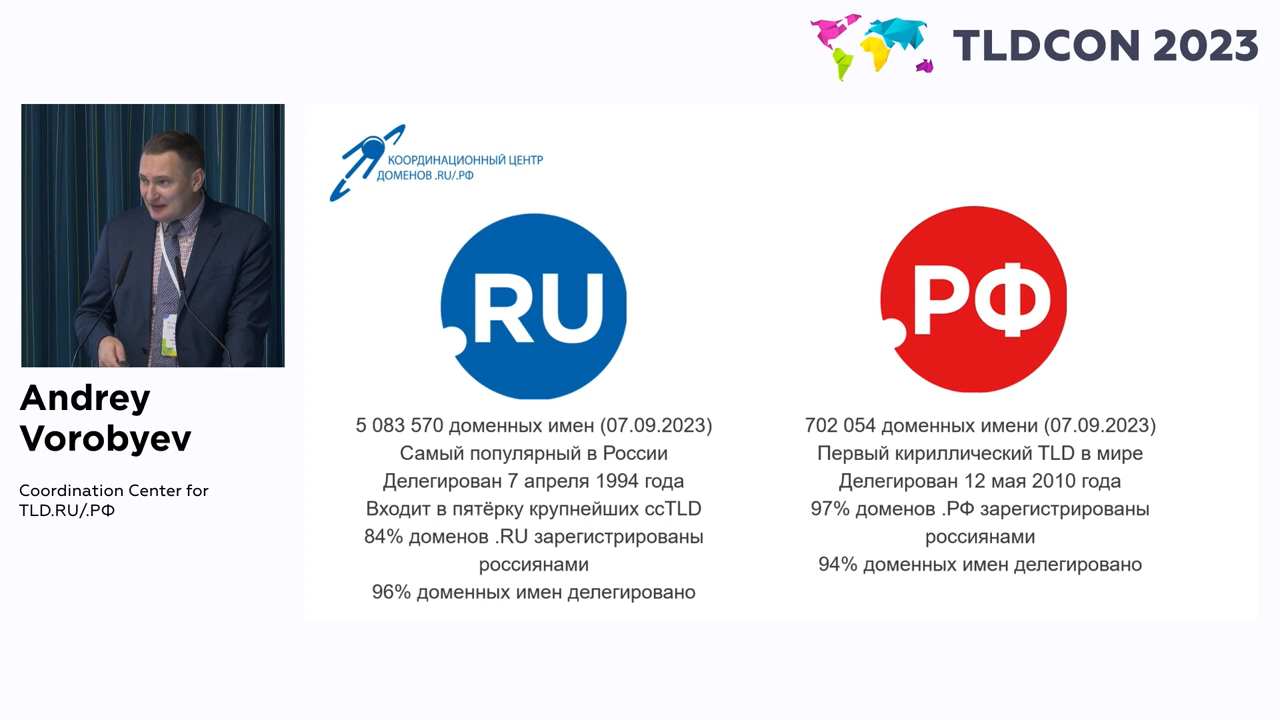 TLDCON 2023
КООРДИНАЦИОННЫЙ ЦЕНТР
ДОМЕНОВ .RU/.РФ
.RU
.РФ
Andrey
Vorobyev
Coordination Center for
TLD.RU/.РФ
5 083 570 доменных имен (07.09.2023)
Самый популярный в России
Делегирован 7 апреля 1994 года
Входит в пятёрку крупнейших ccTLD
84% доменов .RU зарегистрированы
россиянами
96% доменных имен делегировано
702 054 доменных имени (07.09.2023)
Первый кириллический TLD в мире
Делегирован 12 мая 2010 года
97% доменов .РФ зарегистрированы
россиянами
94% доменных имен делегировано